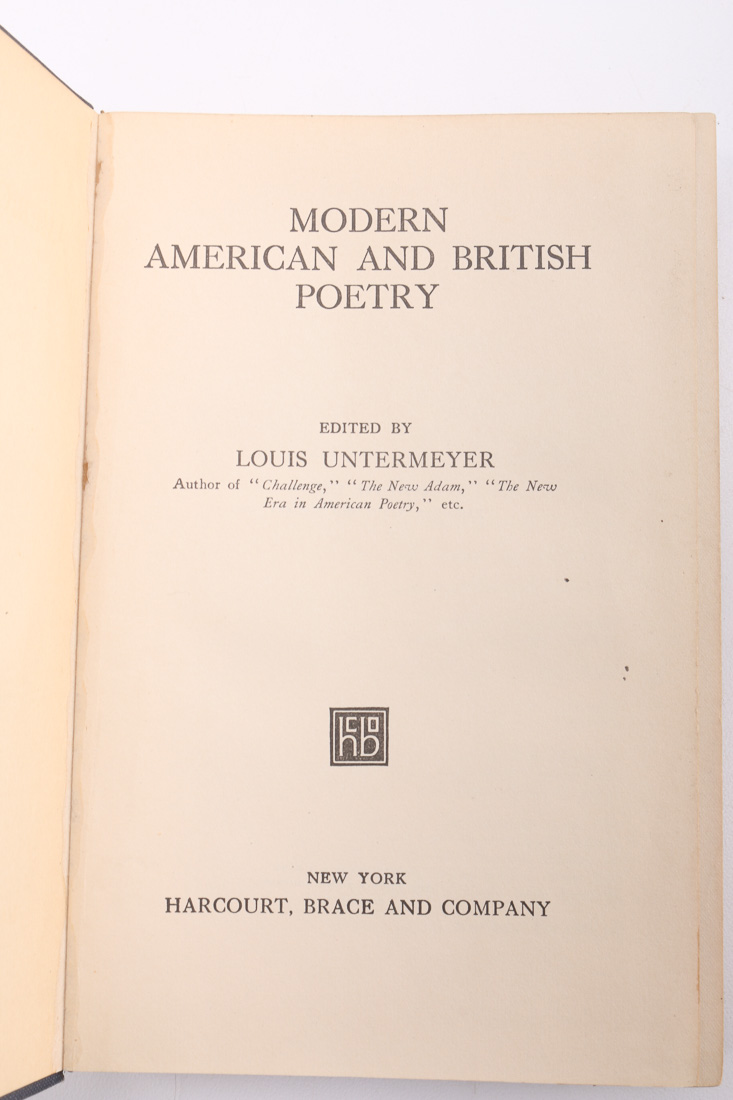 MODERN
AMERICAN AND BRITISH
POETRY
EDITED BY
LOUIS UNTERMEYER
Author of "Challenge," "The New Adam," "The New
Era in American Poetry," etc.
hcbo
NEW YORK
HARCOURT, BRACE AND COMPANY